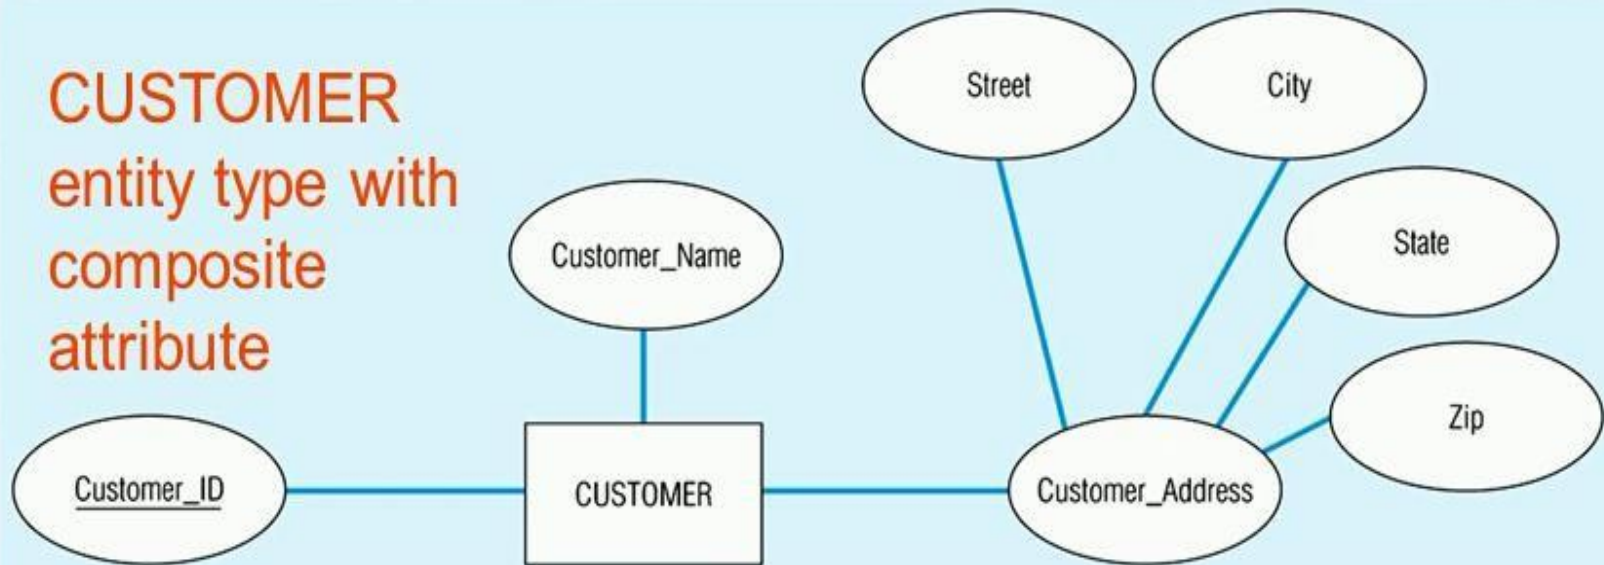 CUSTOMER
entity type with
composite
attribute
Street
City
Customer_Name
State
Zip
Customer_ID
CUSTOMER
Customer_Address